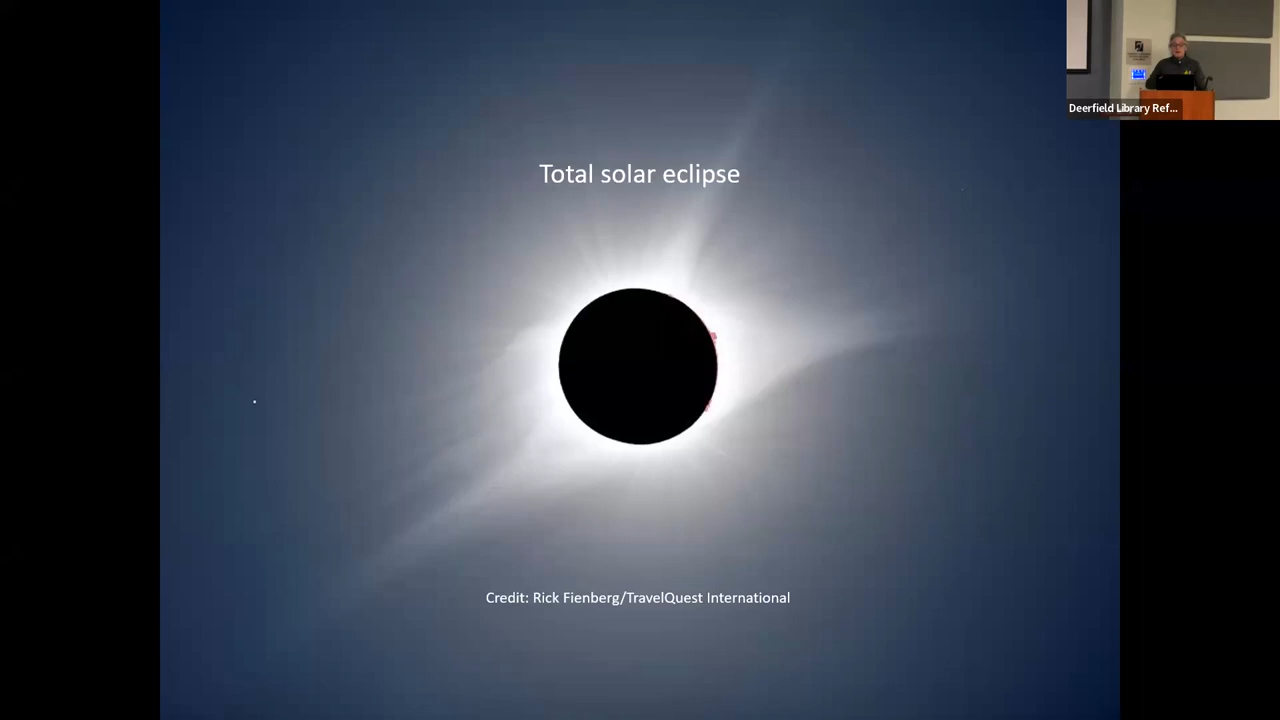 Total solar eclipse
Credit: Rick Fienberg/TravelQuest International
Deerfield Library Ref...